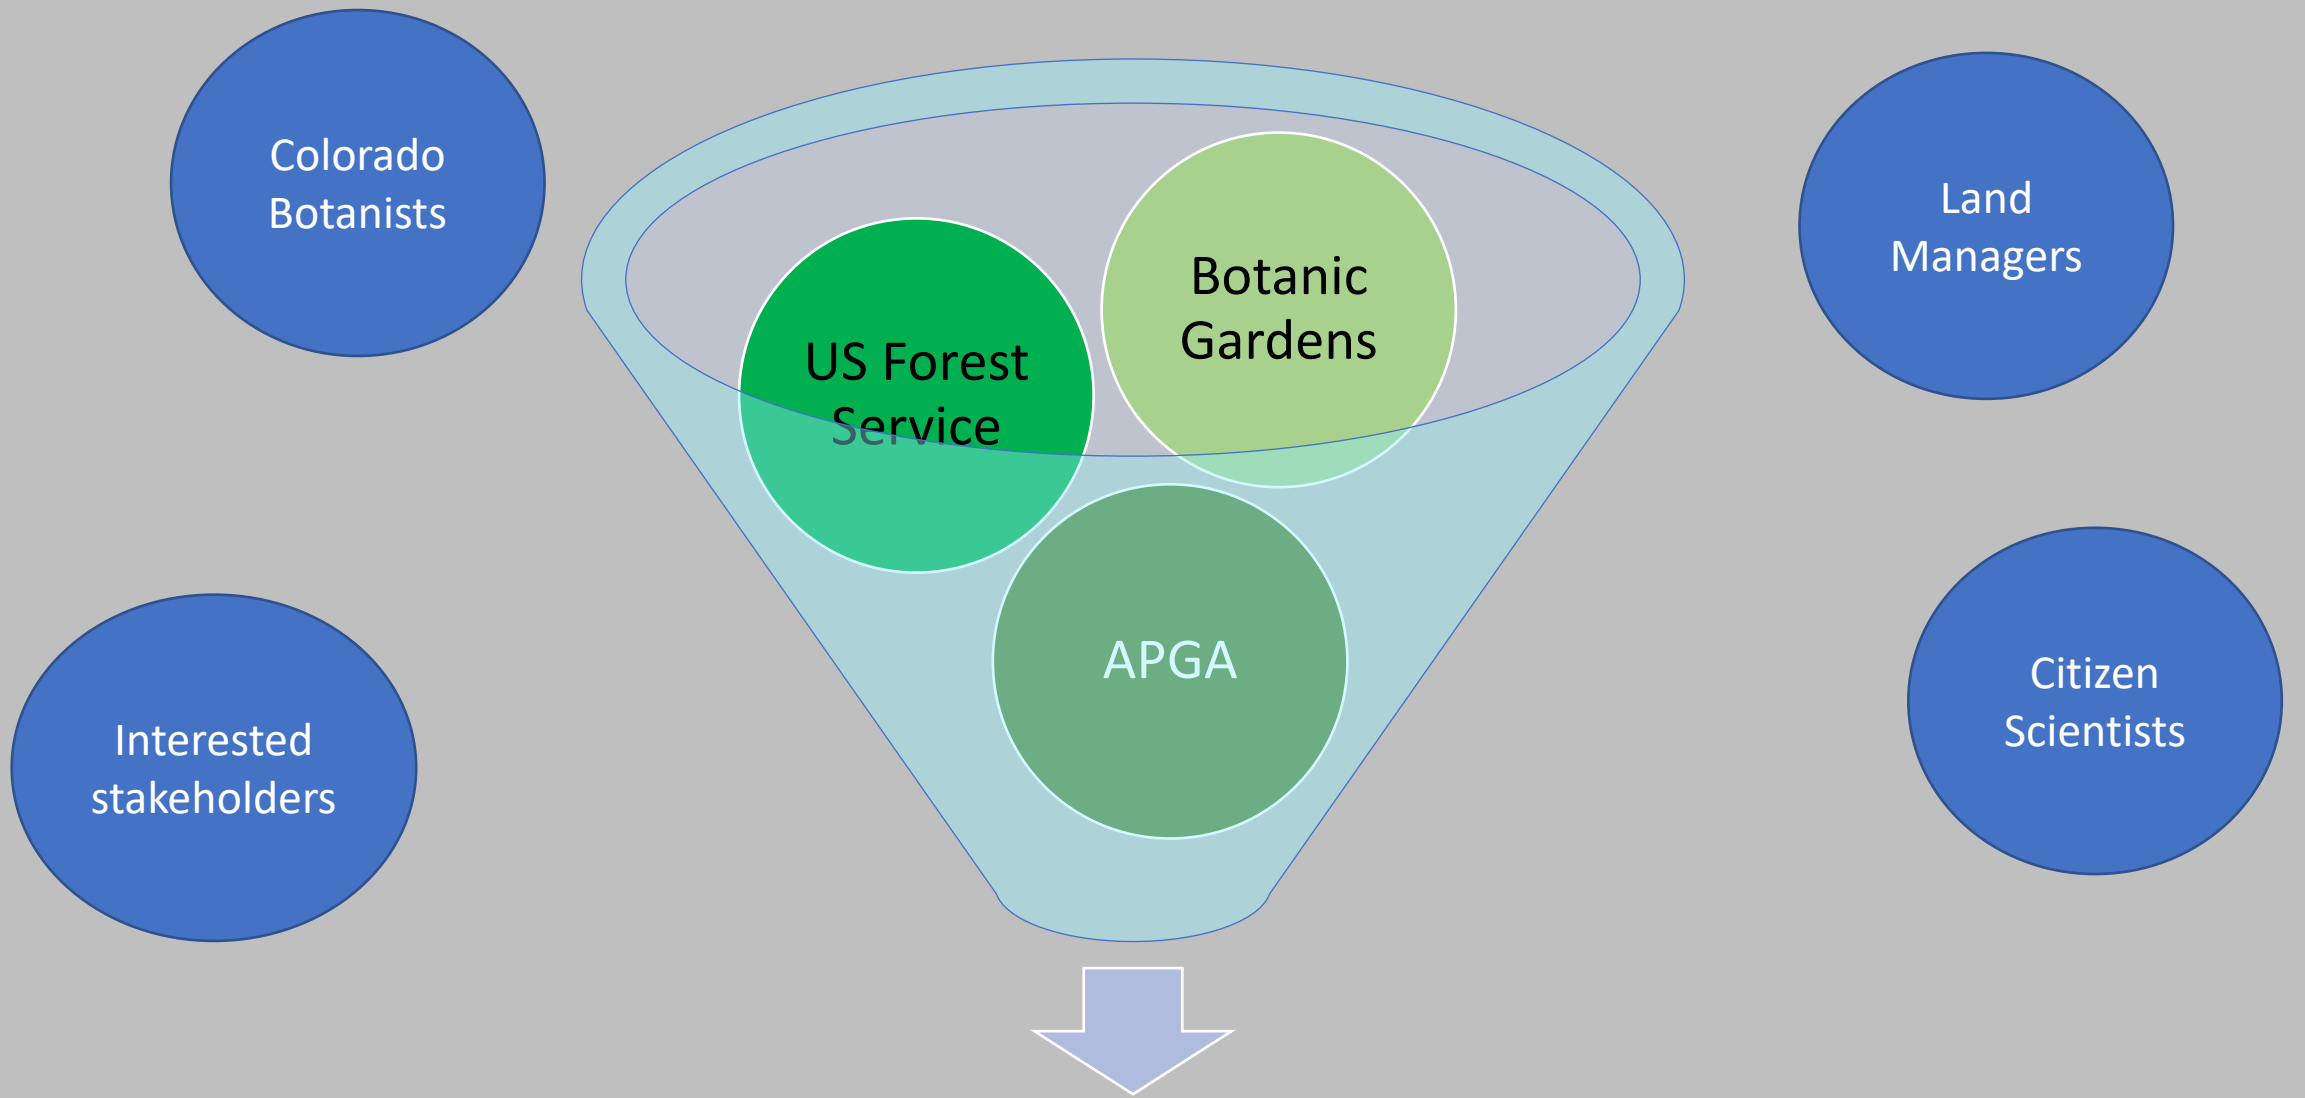 Colorado
Botanists
Land
Managers
Botanic
Gardens
US Forest
Service
APGA
Interested
stakeholders
Citizen
Scientists